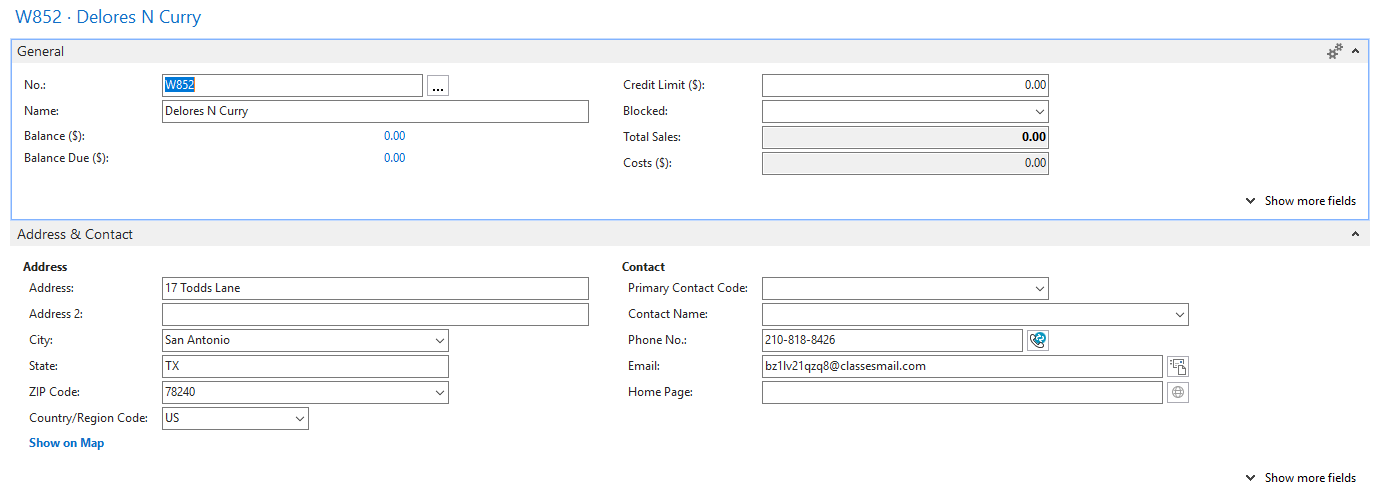 W852 · Delores N Curry
General
No.: W852 ...
Name: Delores N Curry
Balance ($): 0.00
Balance Due ($): 0.00
Credit Limit ($): 0.00
Blocked:
Total Sales: 0.00
Costs ($): 0.00
Show more fields
Address & Contact
Address
Address: 17 Todds Lane
Address 2:
City: San Antonio
State: TX
ZIP Code: 78240
Country/Region Code: US
Show on Map
Contact
Primary Contact Code:
Contact Name:
Phone No.: 210-818-8426
Email: bz1lv21qzq8@classesmail.com
Home Page:
Show more fields